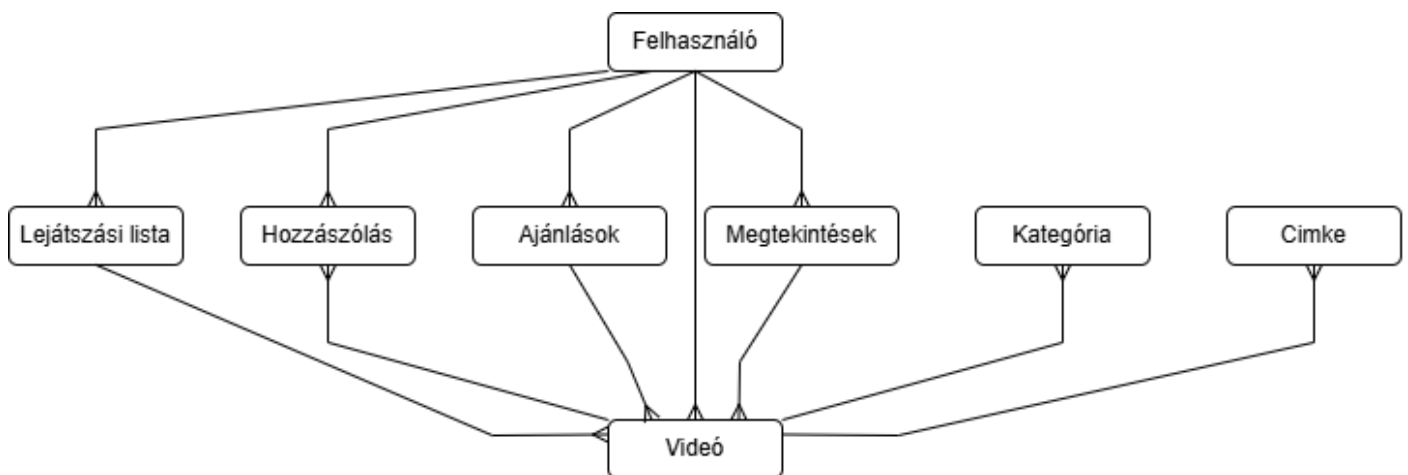 Felhasználó
Lejátszási lista
Hozzászólás
Ajánlások
Megtekintések
Kategória
Cimke
Videó